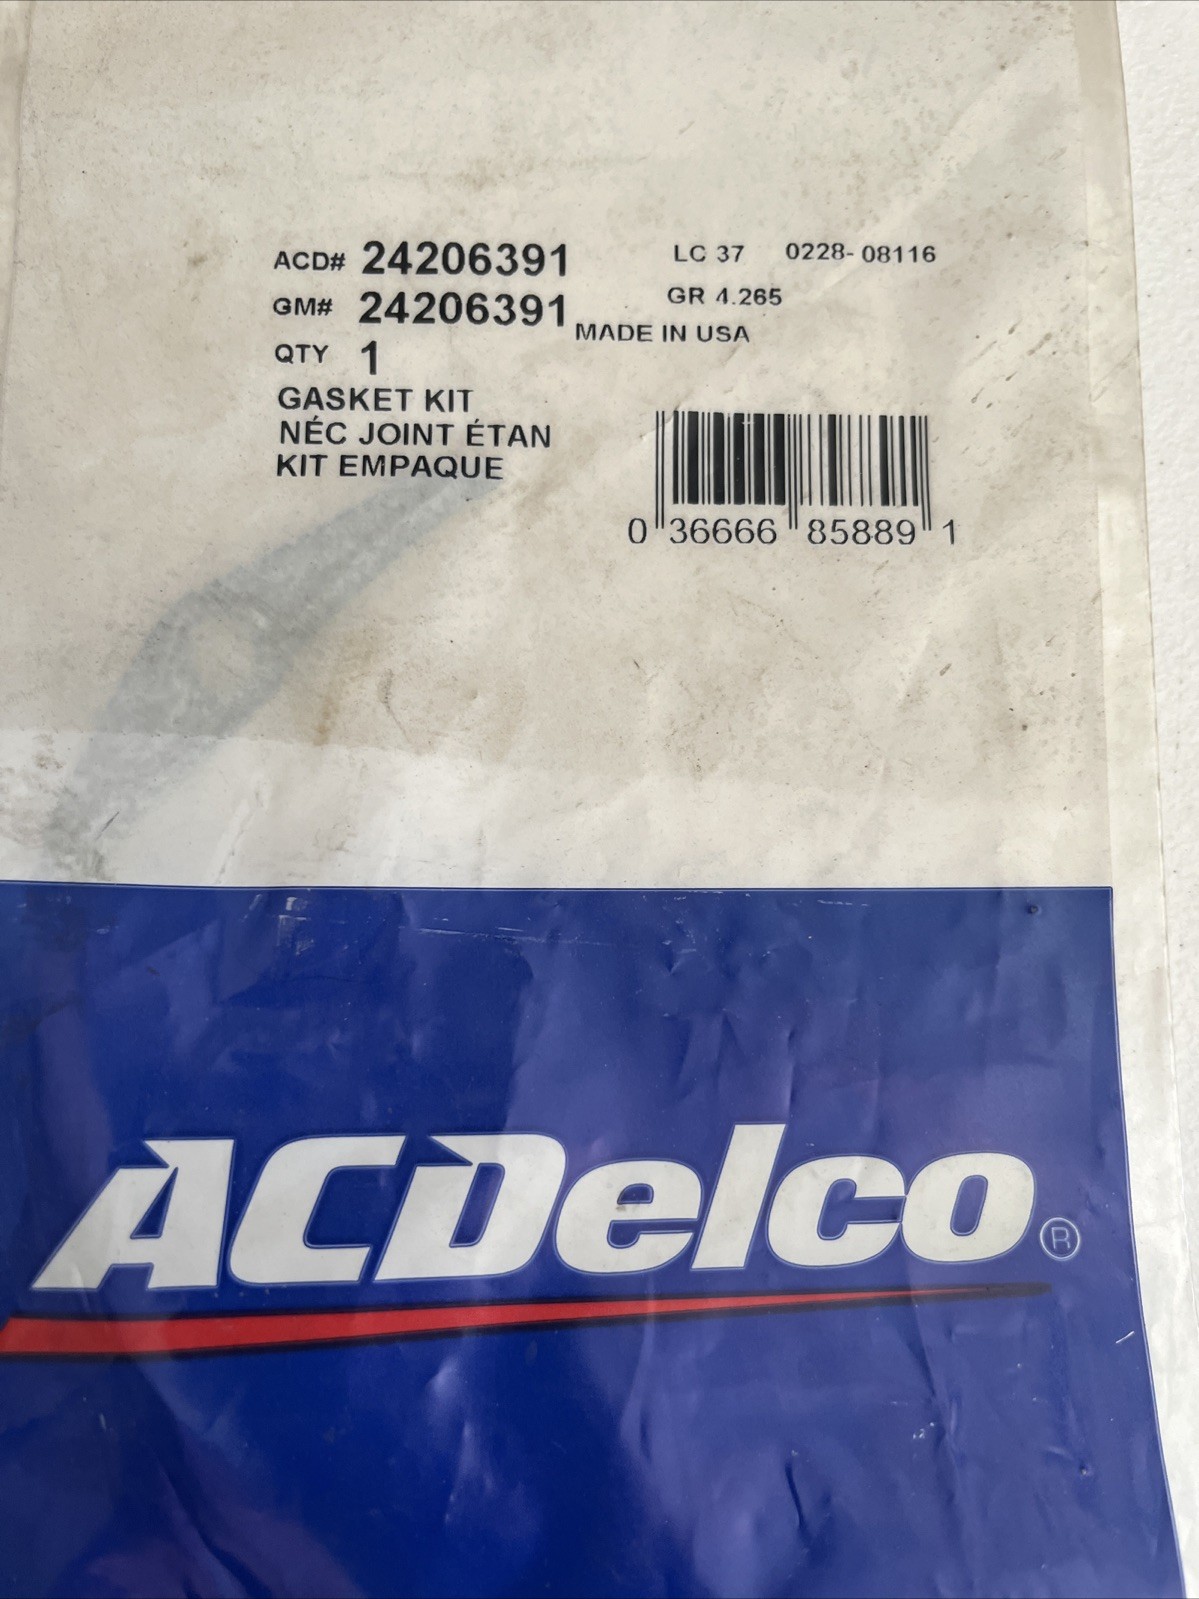 ACD# 24206391 LC 37 0228-08116
GM# 24206391 GR 4.265
MADE IN USA
QTY 1
GASKET KIT
NÉC JOINT ÉTAN
KIT EMPAQUE
0 36666 85889 1
ACDelco ®